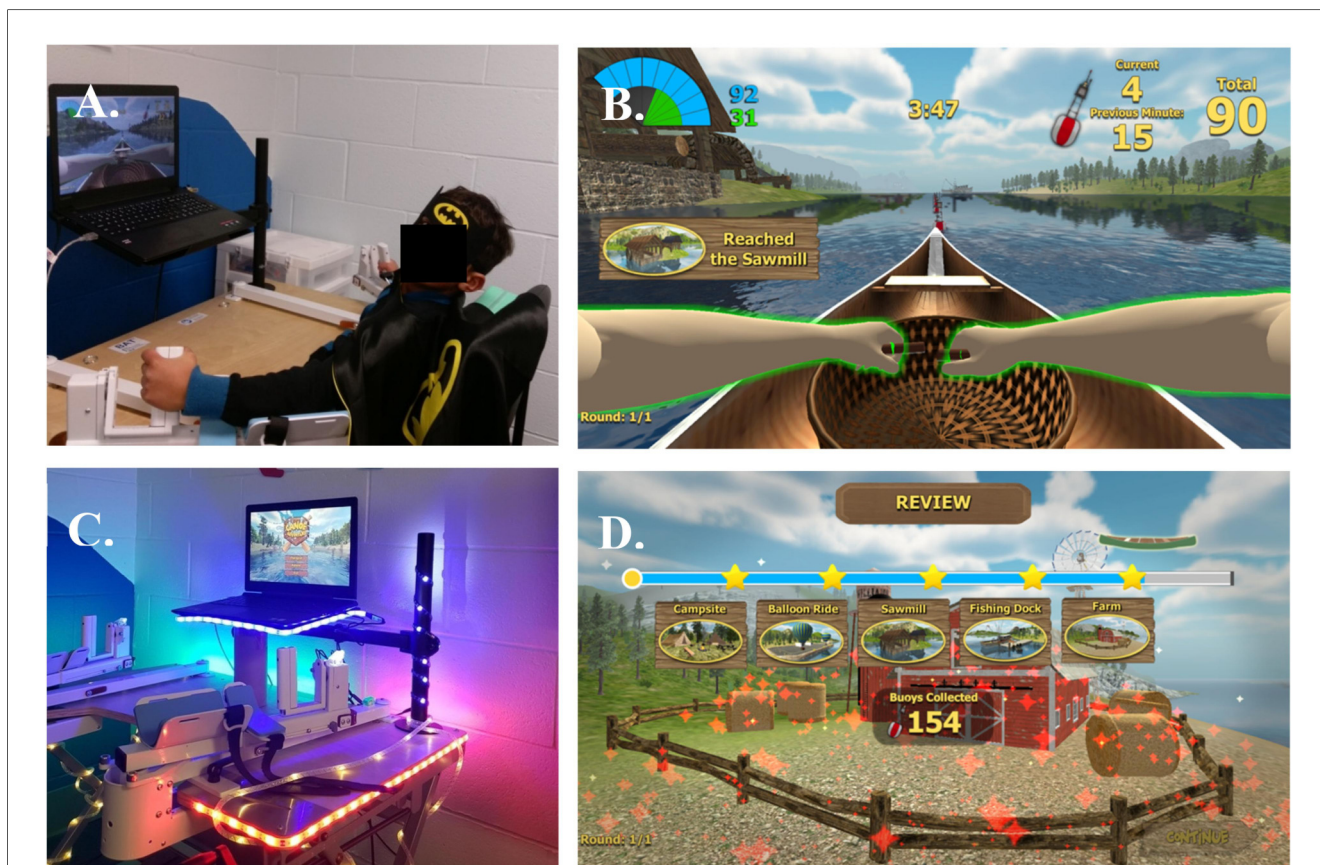 A.
B.
92
31
3:47
Current
4
Previous Minute:
15
Total
90
Reached
the Sawmill
Round: 1/1
C.
CANOE
D.
REVIEW
Campsite
Balloon Ride
Sawmill
Fishing Dock
Farm
Buoys Collected
154
Round: 1/1
CONTINUE